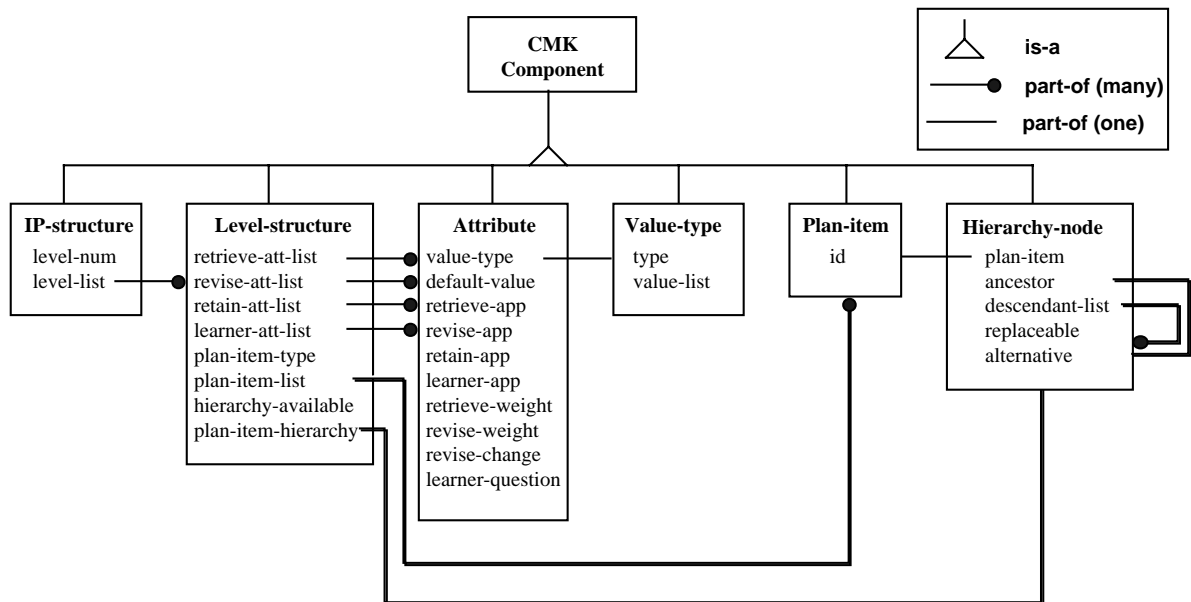 CMK
Component
is-a
part-of (many)
part-of (one)
IP-structure
level-num
level-list
Level-structure
retrieve-att-list
revise-att-list
retain-att-list
learner-att-list
plan-item-type
plan-item-list
hierarchy-available
plan-item-hierarchy
Attribute
value-type
default-value
retrieve-app
revise-app
retain-app
learner-app
retrieve-weight
revise-weight
revise-change
learner-question
Value-type
type
value-list
Plan-item
id
Hierarchy-node
plan-item
ancestor
descendant-list
replaceable
alternative